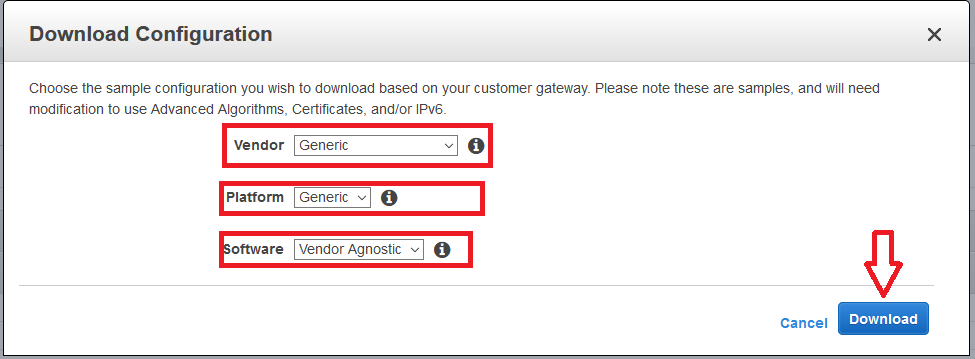 Download Configuration
Choose the sample configuration you wish to download based on your customer gateway. Please note these are samples, and will need
modification to use Advanced Algorithms, Certificates, and/or IPv6.
Vendor Generic
Platform Generic
Software Vendor Agnostic
Cancel Download